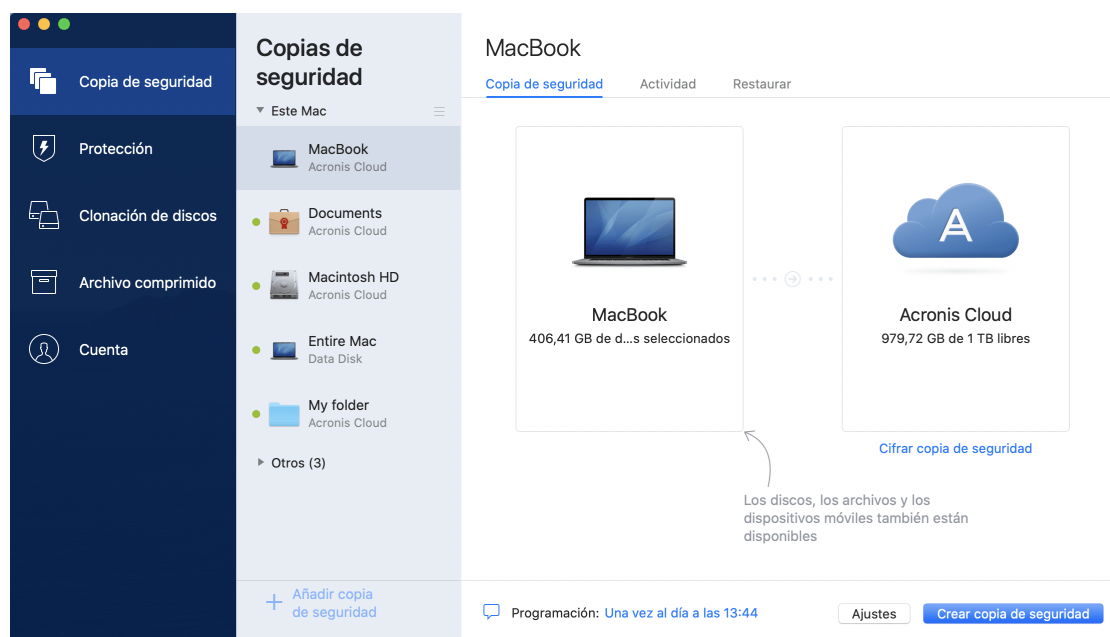 Copia de seguridad
Protección
Clonación de discos
Archivo comprimido
Cuenta
Copias de
seguridad
Este Mac
MacBook
Acronis Cloud
Documents
Acronis Cloud
Macintosh HD
Acronis Cloud
Entire Mac
Data Disk
My folder
Acronis Cloud
Otros (3)
Añadir copia
de seguridad
MacBook
Copia de seguridad Actividad Restaurar
MacBook
406,41 GB de d...s seleccionados
Acronis Cloud
979,72 GB de 1 TB libres
Cifrar copia de seguridad
Los discos, los archivos y los
dispositivos móviles también están
disponibles
Programación: Una vez al día a las 13:44
Ajustes
Crear copia de seguridad